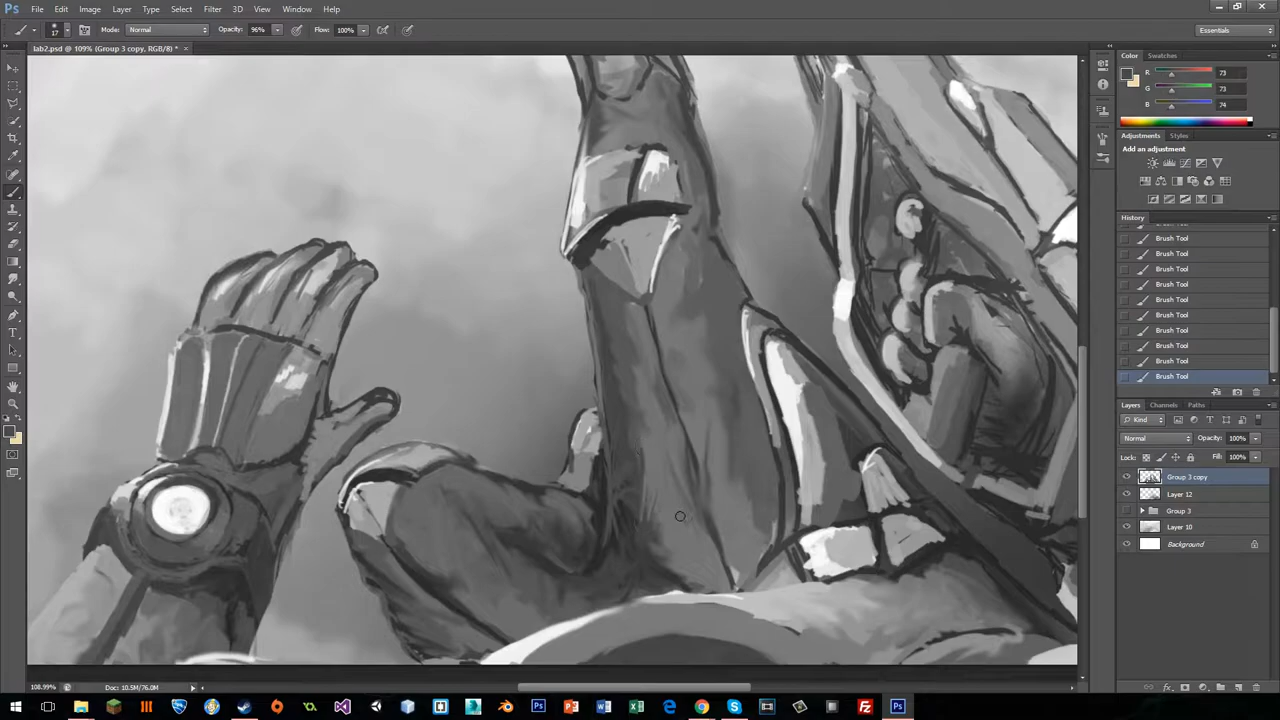 Ps File Edit Image Layer Type Select Filter 3D View Window Help
17 Mode: Normal Opacity: 96% Flow: 100% Essentials
lab2.psd @ 109% (Group 3 copy, RGB/8) * ×
Color Swatches
R 73
G 73
B 74
Adjustments Styles
Add an adjustment
History
Brush Tool
Brush Tool
Brush Tool
Brush Tool
Brush Tool
Brush Tool
Brush Tool
Brush Tool
Brush Tool
Brush Tool
Layers Channels Paths
Kind
Normal Opacity: 100%
Lock: Fill: 100%
Group 3 copy
Layer 12
Group 3
Layer 10
Background
108.99% Doc: 10.5M/76.0M